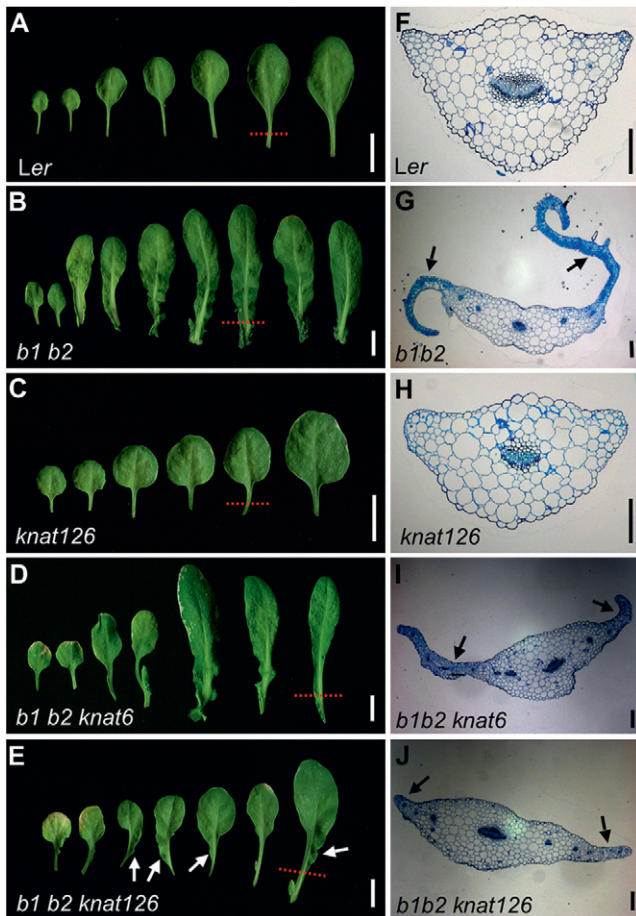 A
Ler
F
Ler
B
b1 b2
G
b1b2
C
knat126
H
knat126
D
b1 b2 knat6
I
b1b2 knat6
E
b1 b2 knat126
J
b1b2 knat126